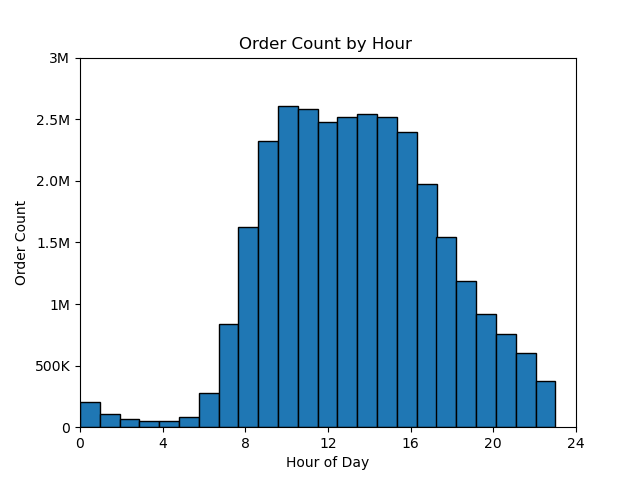 Order Count by Hour
3M
2.5M
2.0M
1.5M
1M
500K
0
Order Count
0 4 8 12 16 20 24
Hour of Day